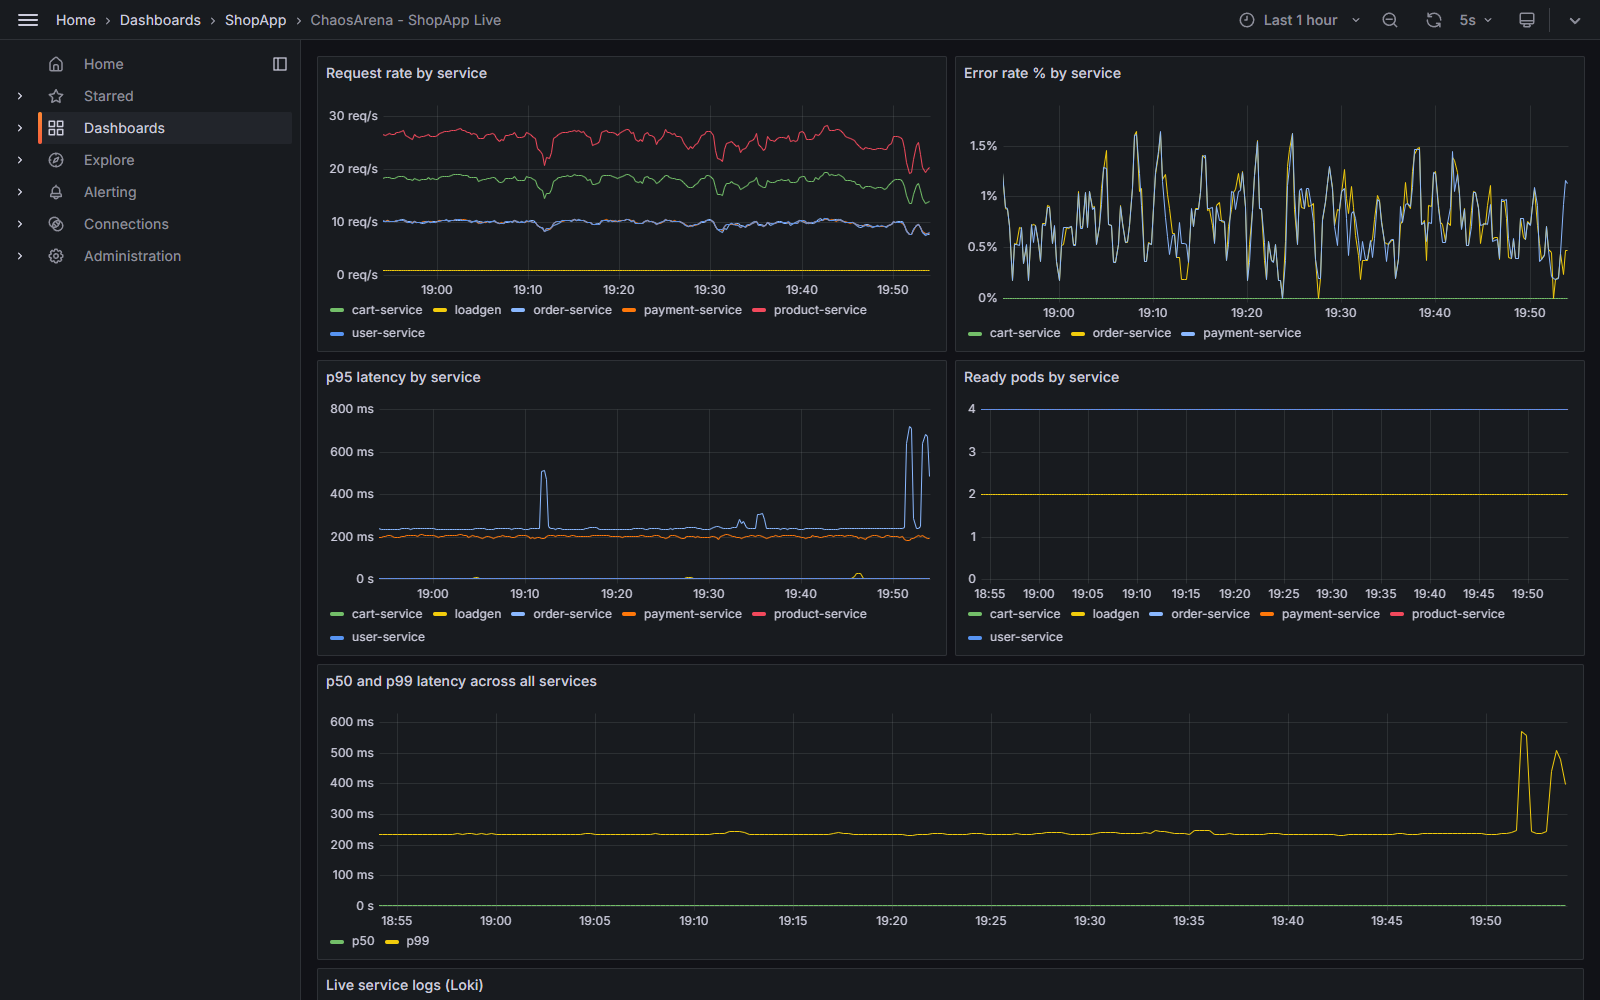 Home › Dashboards › ShopApp › ChaosArena - ShopApp Live
Last 1 hour
5s
Home
Starred
Dashboards
Explore
Alerting
Connections
Administration
Request rate by service
30 req/s
20 req/s
10 req/s
0 req/s
19:00 19:10 19:20 19:30 19:40 19:50
cart-service loadgen order-service payment-service product-service
user-service
Error rate % by service
1.5%
1%
0.5%
0%
19:00 19:10 19:20 19:30 19:40 19:50
cart-service order-service payment-service
p95 latency by service
800 ms
600 ms
400 ms
200 ms
0 s
19:00 19:10 19:20 19:30 19:40 19:50
cart-service loadgen order-service payment-service product-service
user-service
Ready pods by service
4
3
2
1
0
18:55 19:00 19:05 19:10 19:15 19:20 19:25 19:30 19:35 19:40 19:45 19:50
cart-service loadgen order-service payment-service product-service
user-service
p50 and p99 latency across all services
600 ms
500 ms
400 ms
300 ms
200 ms
100 ms
0 s
18:55 19:00 19:05 19:10 19:15 19:20 19:25 19:30 19:35 19:40 19:45 19:50
p50 p99
Live service logs (Loki)